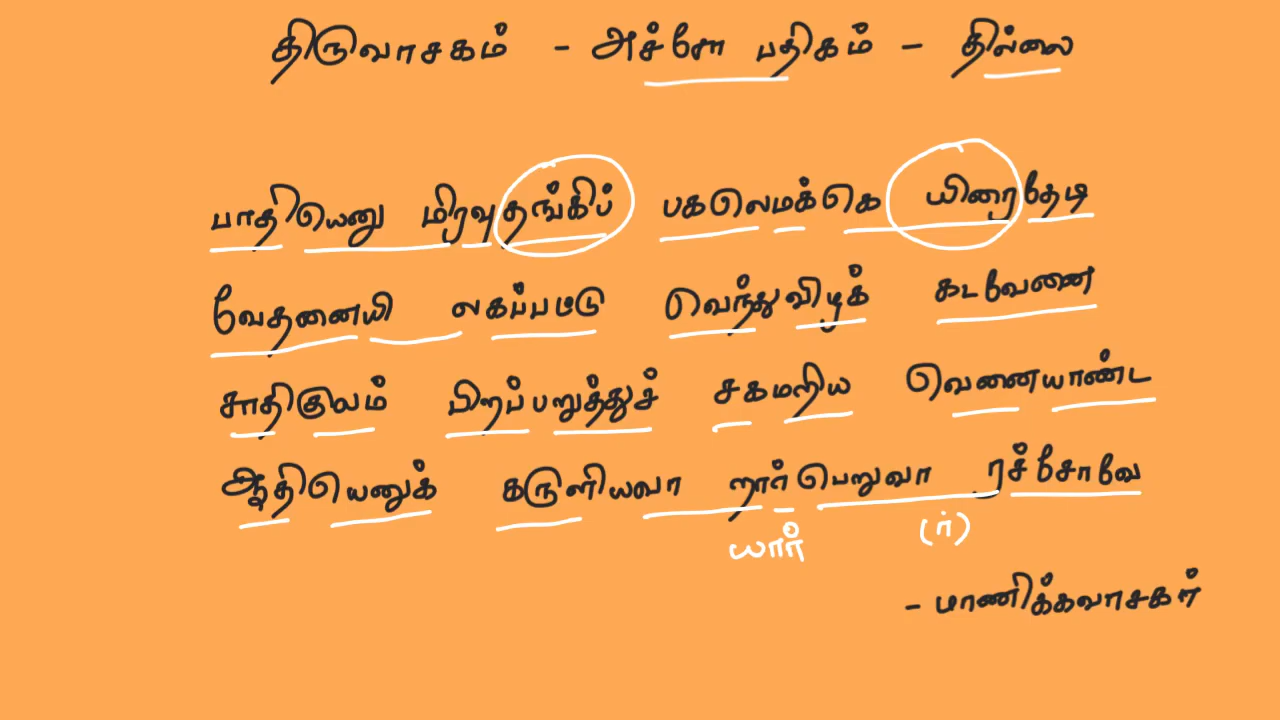 திருவாசகம் - அச்சோ பதிகம் - தில்லை
பாதியெனு மிரவுதங்கிப் பகலெமக்கெ யிரைதேடி
வேதனையி லகப்பட்டு வெந்துவிழக் கடவேனை
சாதிகுலம் பிறப்பறுத்துச் சகமறிய வெனையாண்ட
ஆதியெனுக் கருளியவா றார்பெறுவா ரச்சோவே
யார் (ர்)
- மாணிக்கவாசகர்